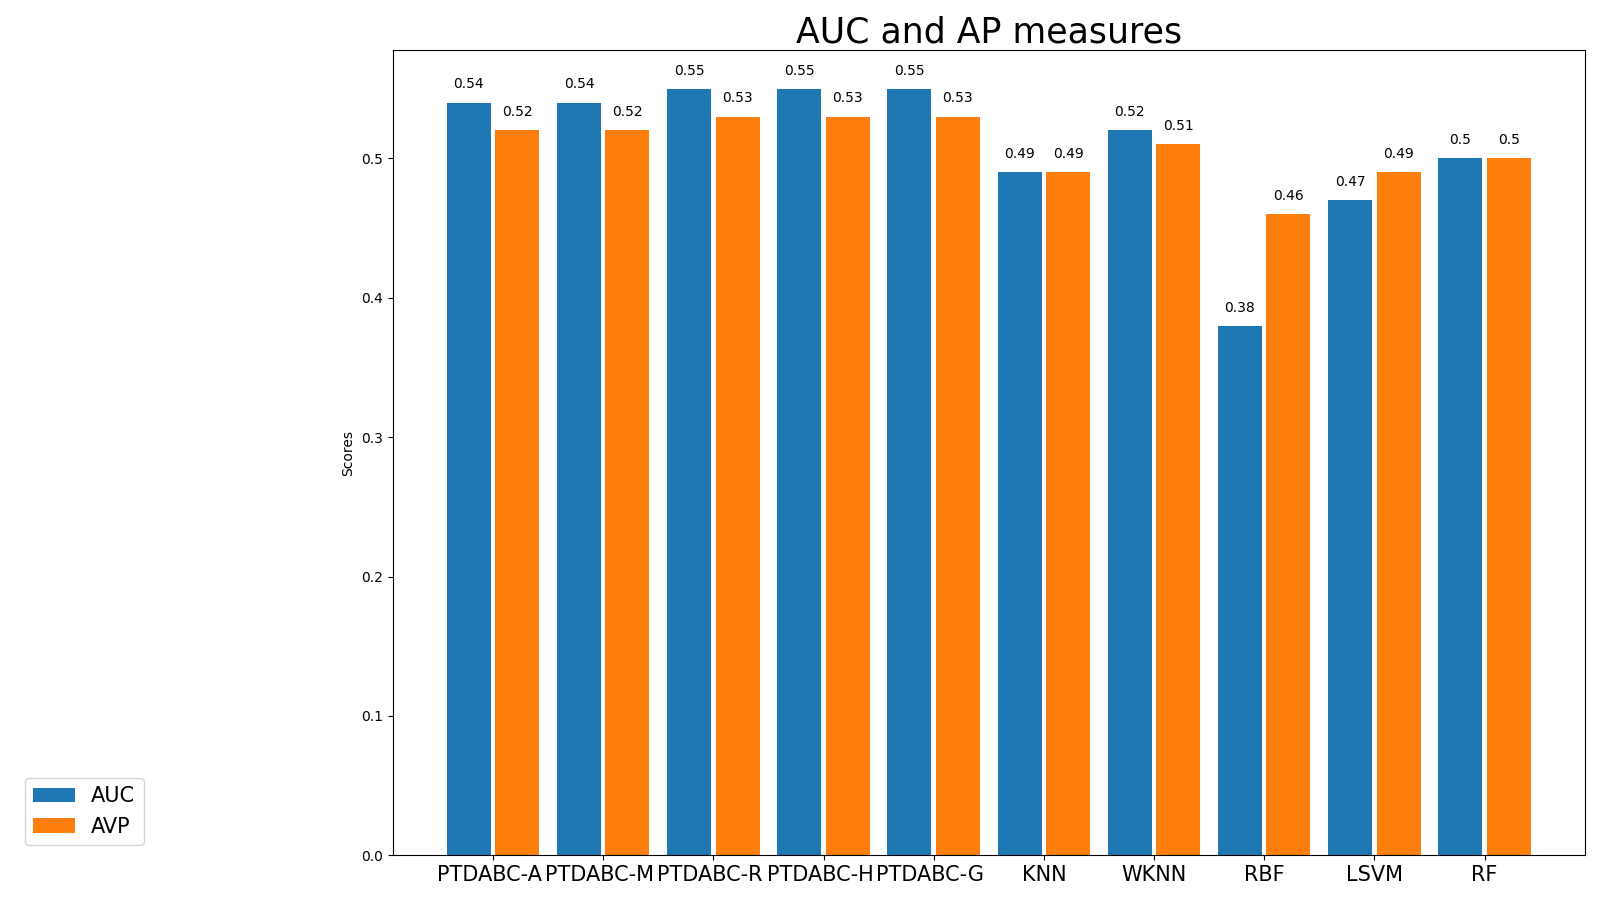 AUC and AP measures
0.54 0.52 0.54 0.52 0.55 0.53 0.55 0.53 0.55 0.53 0.49 0.49 0.52 0.51 0.38 0.46 0.47 0.49 0.5 0.5
0.5
0.4
0.3
0.2
0.1
0.0
Scores
PTDABC-A PTDABC-M PTDABC-R PTDABC-H PTDABC-G KNN WKNN RBF LSVM RF
AUC
AVP